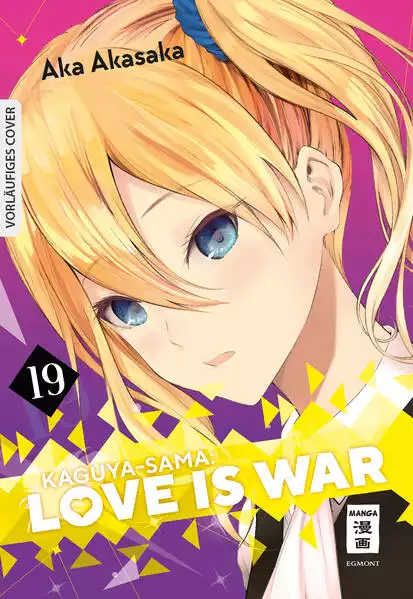 Aka Akasaka
VORLÄUFIGES COVER
19
KAGUYA-SAMA:
LOVE IS WAR
MANGA
漫画
EGMONT